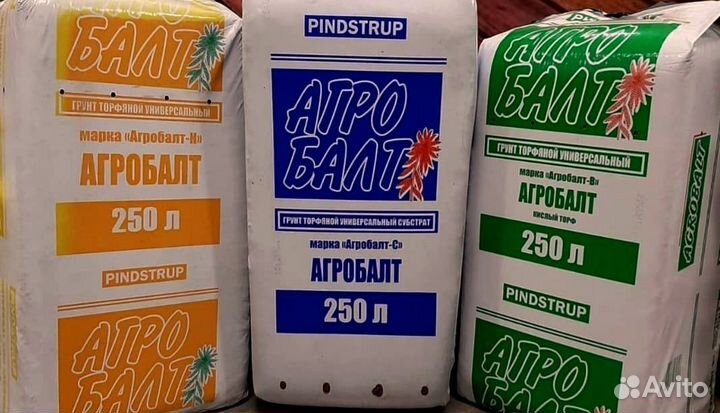 АГРО
БАЛТ
ГРУНТ ТОРФЯНОЙ УНИВЕРСАЛЬНЫЙ
марка «Агробалт-Н»
АГРОБАЛТ
250 л
PINDSTRUP
АГРО
БАЛТ
PINDSTRUP
АГРО
БАЛТ
ГРУНТ ТОРФЯНОЙ УНИВЕРСАЛЬНЫЙ СУБСТРАТ
марка «Агробалт-С»
АГРОБАЛТ
250 л
АГРО
БАЛТ
ГРУНТ ТОРФЯНОЙ УНИВЕРСАЛЬНЫЙ
марка «Агробалт-В»
АГРОБАЛТ
КИСЛЫЙ ТОРФ
250 л
PINDSTRUP
АГРО
БАЛТ
AGROBALT
Avito